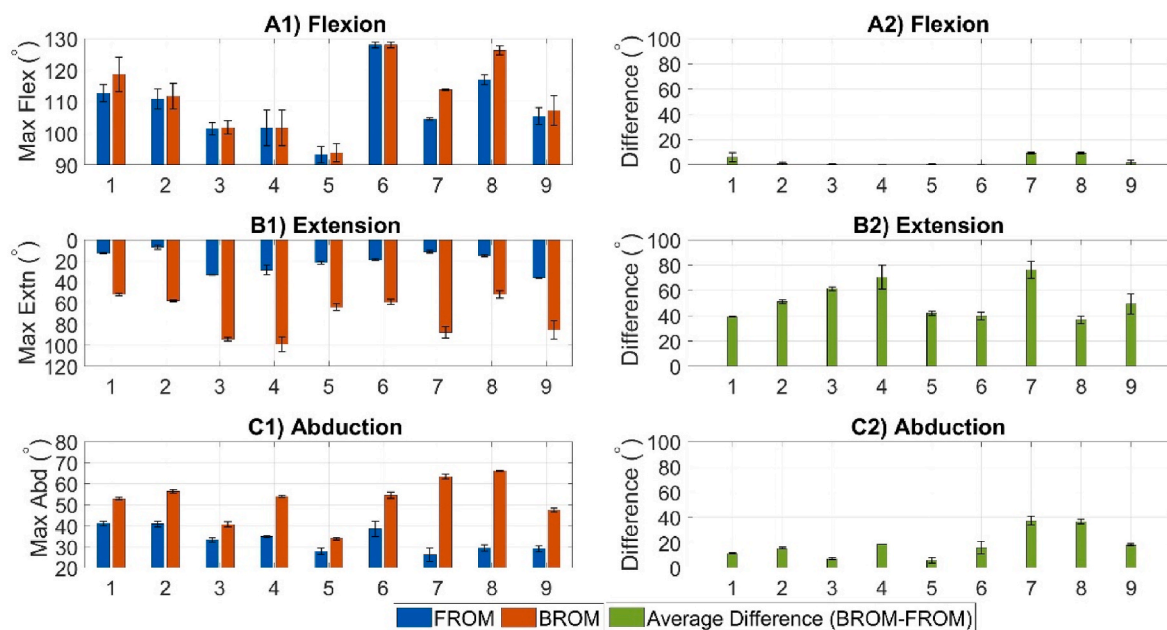 A1) Flexion
Max Flex (°)
130
120
110
100
90
1 2 3 4 5 6 7 8 9
A2) Flexion
Difference (°)
100
80
60
40
20
0
1 2 3 4 5 6 7 8 9
B1) Extension
Max Extn (°)
0
20
40
60
80
100
120
1 2 3 4 5 6 7 8 9
B2) Extension
Difference (°)
100
80
60
40
20
0
1 2 3 4 5 6 7 8 9
C1) Abduction
Max Abd (°)
80
70
60
50
40
30
20
1 2 3 4 5 6 7 8 9
C2) Abduction
Difference (°)
100
80
60
40
20
0
1 2 3 4 5 6 7 8 9
FROM BROM Average Difference (BROM-FROM)